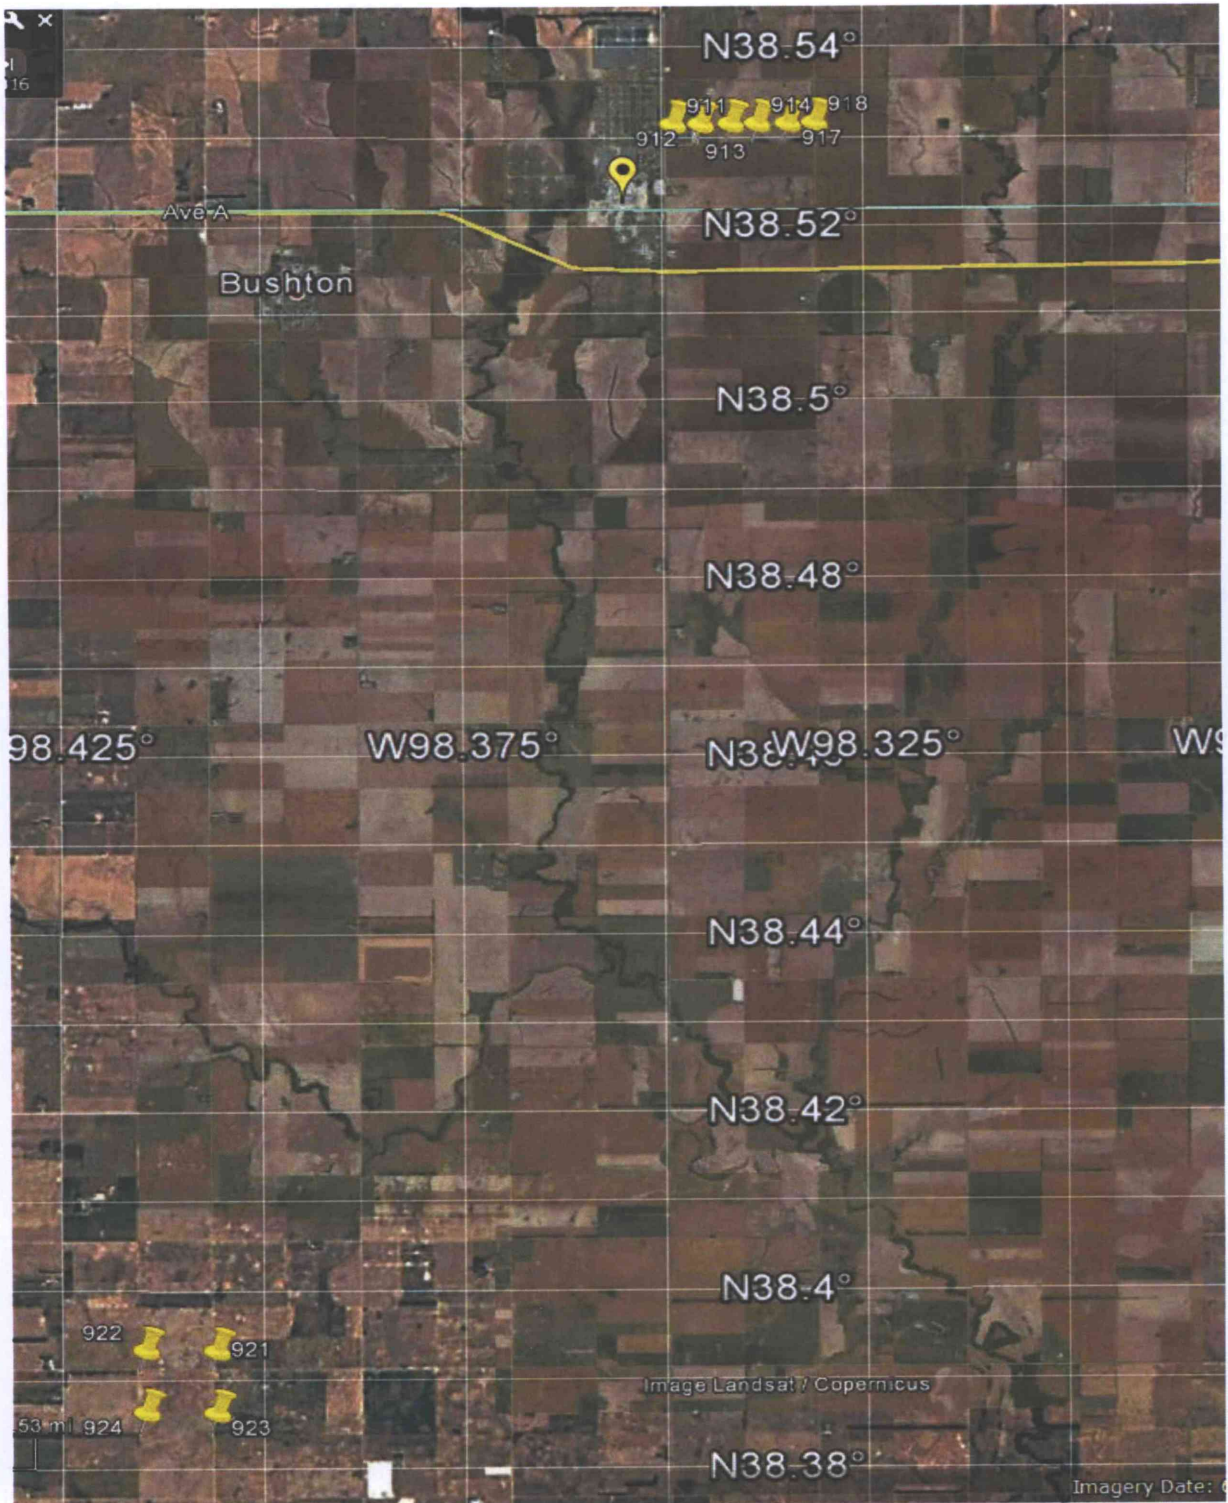 N38.54°
911 914 918
912 913 917
Ave A
N38.52°
Bushton
N38.5°
N38.48°
98.425° W98.375° W98.325°
N38.44°
N38.42°
N38.4°
922 921
Image Landsat / Copernicus
924 923
.53 mi
N38.38°
Imagery Date: